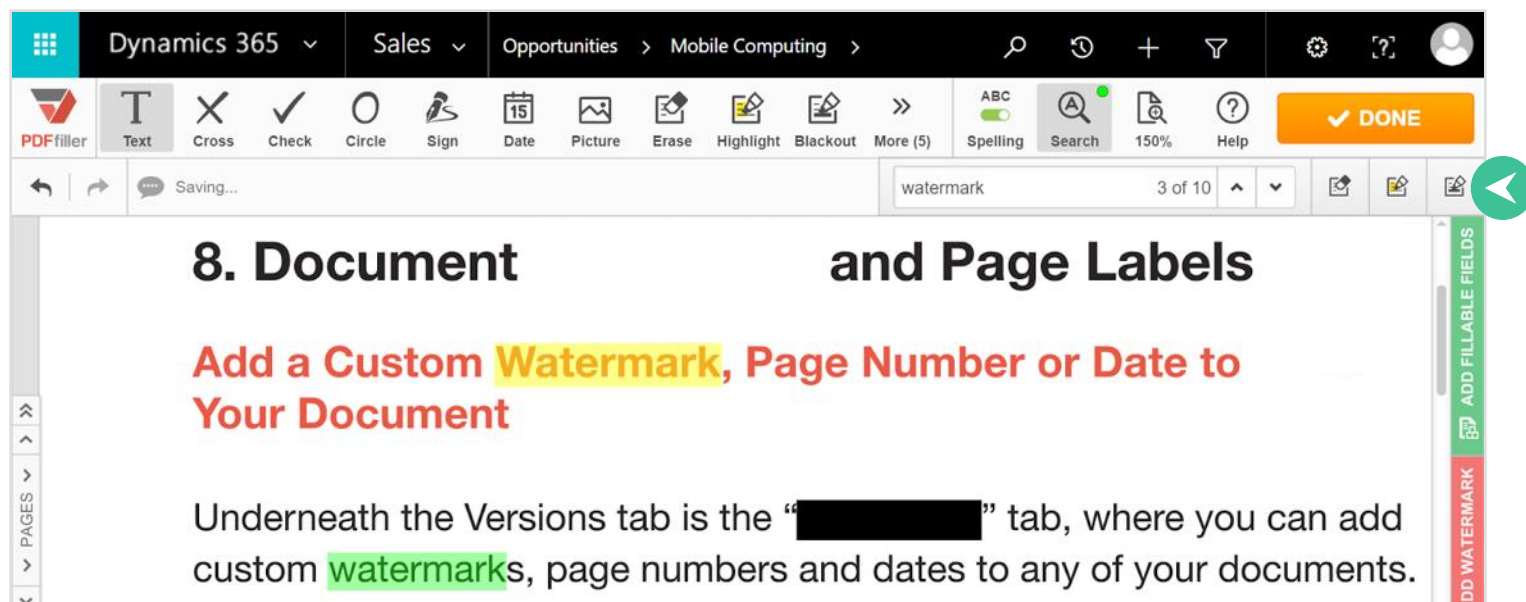 Dynamics 365 Sales Opportunities > Mobile Computing >
PDFfiller Text Cross Check Circle Sign 15 Date Picture Erase Highlight Blackout More (5) ABC Spelling Search 150% Help DONE
Saving... watermark 3 of 10
8. Document and Page Labels
Add a Custom Watermark, Page Number or Date to
Your Document
Underneath the Versions tab is the “ ” tab, where you can add
custom watermarks, page numbers and dates to any of your documents.
PAGES
ADD FILLABLE FIELDS
DD WATERMARK